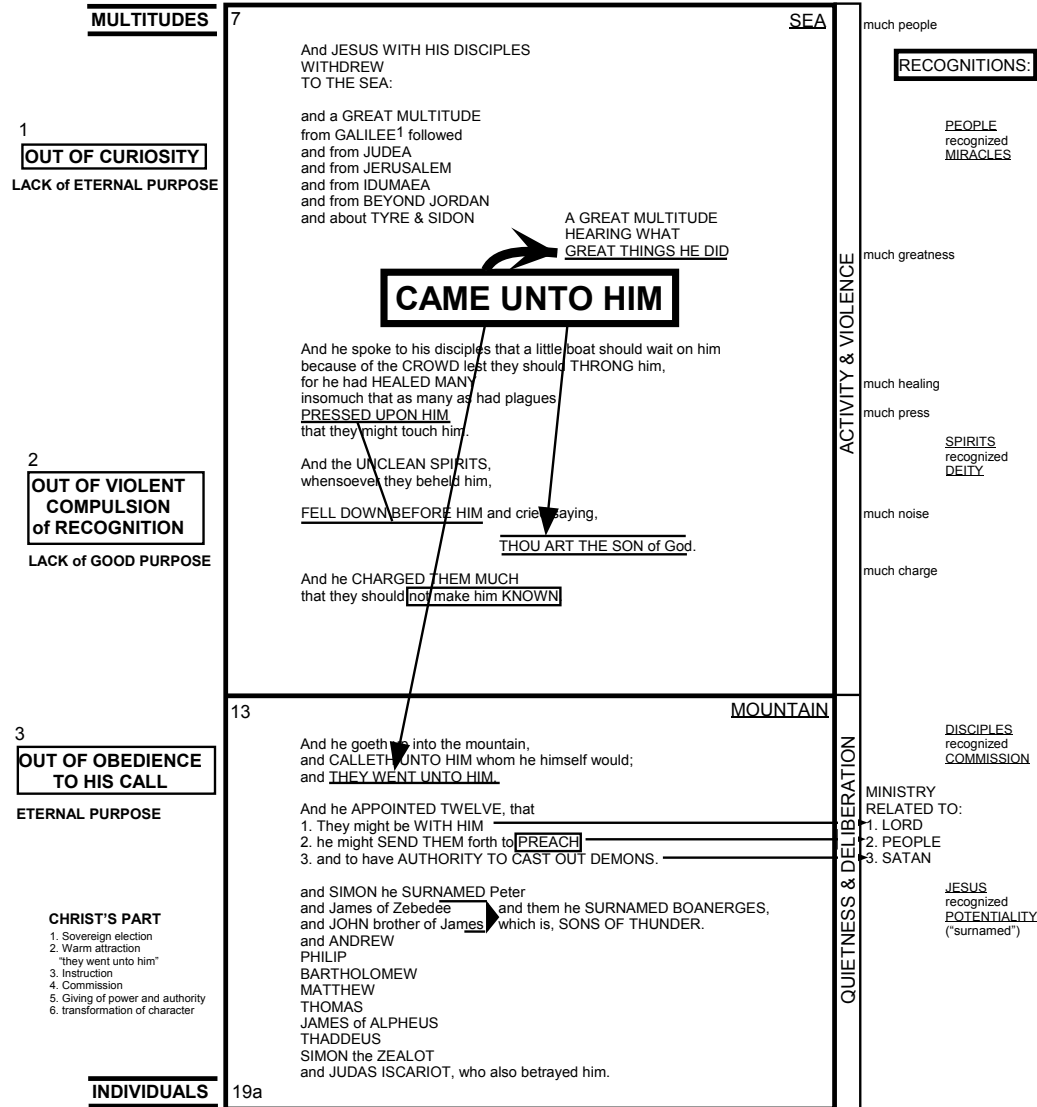 MULTITUDES
7
SEA
much people
And JESUS WITH HIS DISCIPLES
WITHDREW
TO THE SEA:
RECOGNITIONS:
and a GREAT MULTITUDE
from GALILEE1 followed
and from JUDEA
and from JERUSALEM
and from IDUMAEA
and from BEYOND JORDAN
and about TYRE & SIDON
1
OUT OF CURIOSITY
LACK of ETERNAL PURPOSE
PEOPLE
recognized
MIRACLES
A GREAT MULTITUDE
HEARING WHAT
GREAT THINGS HE DID
much greatness
CAME UNTO HIM
ACTIVITY & VIOLENCE
And he spoke to his disciples that a little boat should wait on him
because of the CROWD lest they should THRONG him,
for he had HEALED MANY
insomuch that as many as had plagues
PRESSED UPON HIM
that they might touch him.
much healing
much press
2
OUT OF VIOLENT
COMPULSION
of RECOGNITION
LACK of GOOD PURPOSE
And the UNCLEAN SPIRITS,
whensoever they beheld him,
SPIRITS
recognized
DEITY
FELL DOWN BEFORE HIM and cried saying,
THOU ART THE SON of God.
much noise
And he CHARGED THEM MUCH
that they should not make him KNOWN.
much charge
13
MOUNTAIN
3
OUT OF OBEDIENCE
TO HIS CALL
ETERNAL PURPOSE
And he goeth up into the mountain,
and CALLETH UNTO HIM whom he himself would;
and THEY WENT UNTO HIM.
DISCIPLES
recognized
COMMISSION
QUIETNESS & DELIBERATION
And he APPOINTED TWELVE, that
1. They might be WITH HIM
2. he might SEND THEM forth to PREACH
3. and to have AUTHORITY TO CAST OUT DEMONS.
MINISTRY
RELATED TO:
1. LORD
2. PEOPLE
3. SATAN
and SIMON he SURNAMED Peter
and James of Zebedee
and JOHN brother of James
and them he SURNAMED BOANERGES,
which is, SONS OF THUNDER.
and ANDREW
PHILIP
BARTHOLOMEW
MATTHEW
THOMAS
JAMES of ALPHEUS
THADDEUS
SIMON the ZEALOT
and JUDAS ISCARIOT, who also betrayed him.
JESUS
recognized
POTENTIALITY
("surnamed")
CHRIST'S PART
1. Sovereign election
2. Warm attraction
"they went unto him"
3. Instruction
4. Commission
5. Giving of power and authority
6. transformation of character
INDIVIDUALS
19a